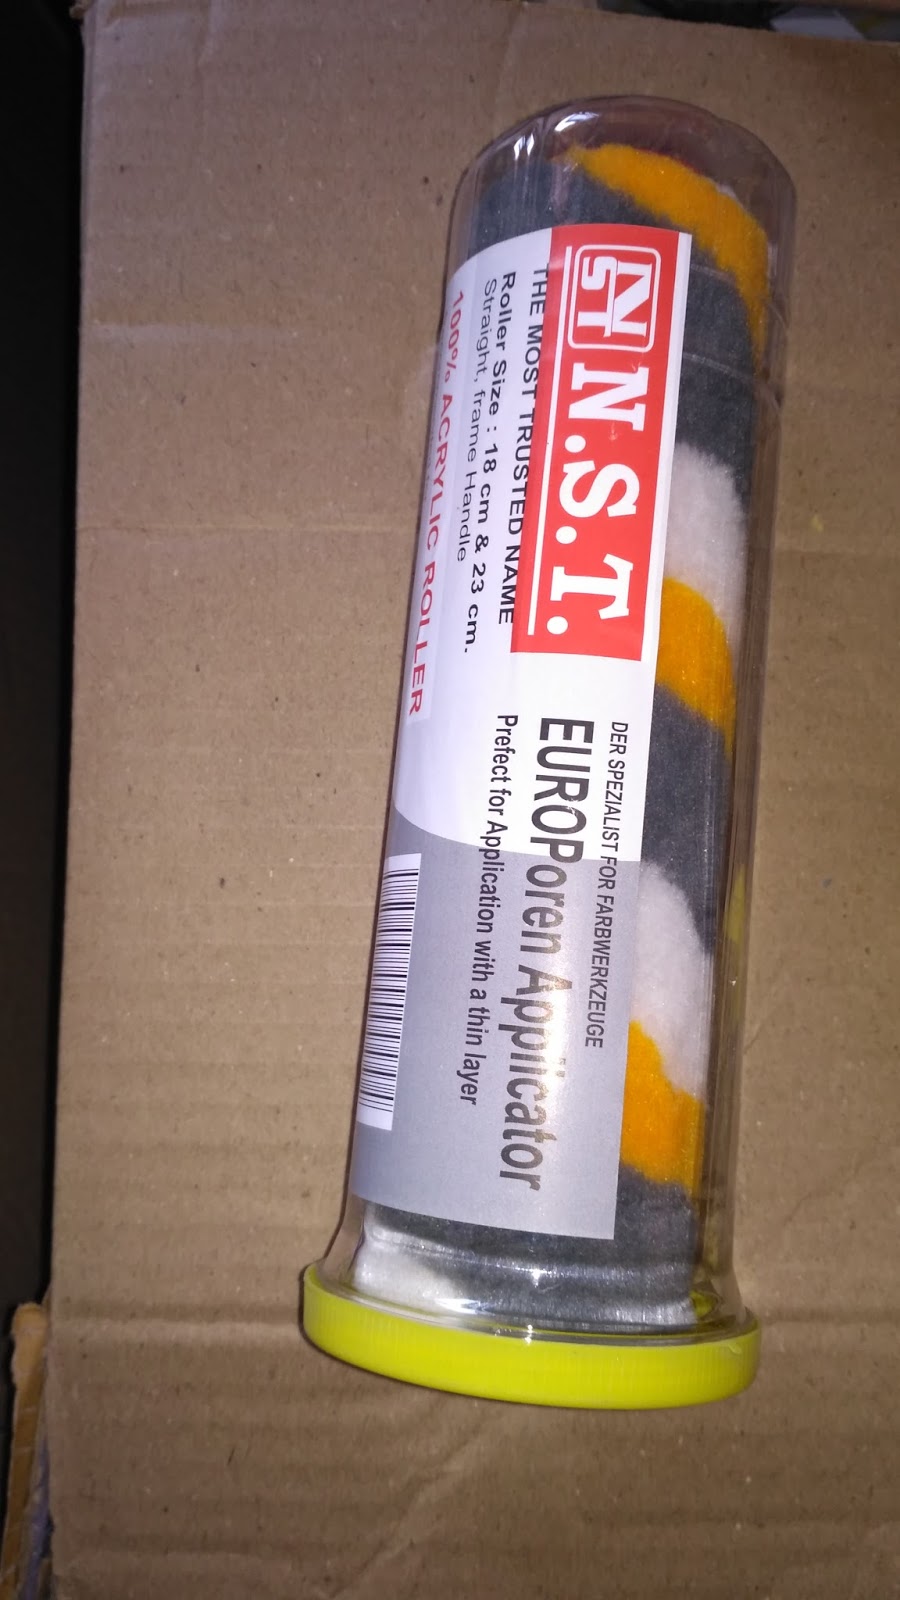 NST
N.S.T.
THE MOST TRUSTED NAME
Roller Size : 18 cm & 23 cm.
Straight, frame Handle
100% ACRYLIC ROLLER
DER SPEZIALIST FOR FARBWERKZEUGE
EUROPoren Applicator
Prefect for Application with a thin layer